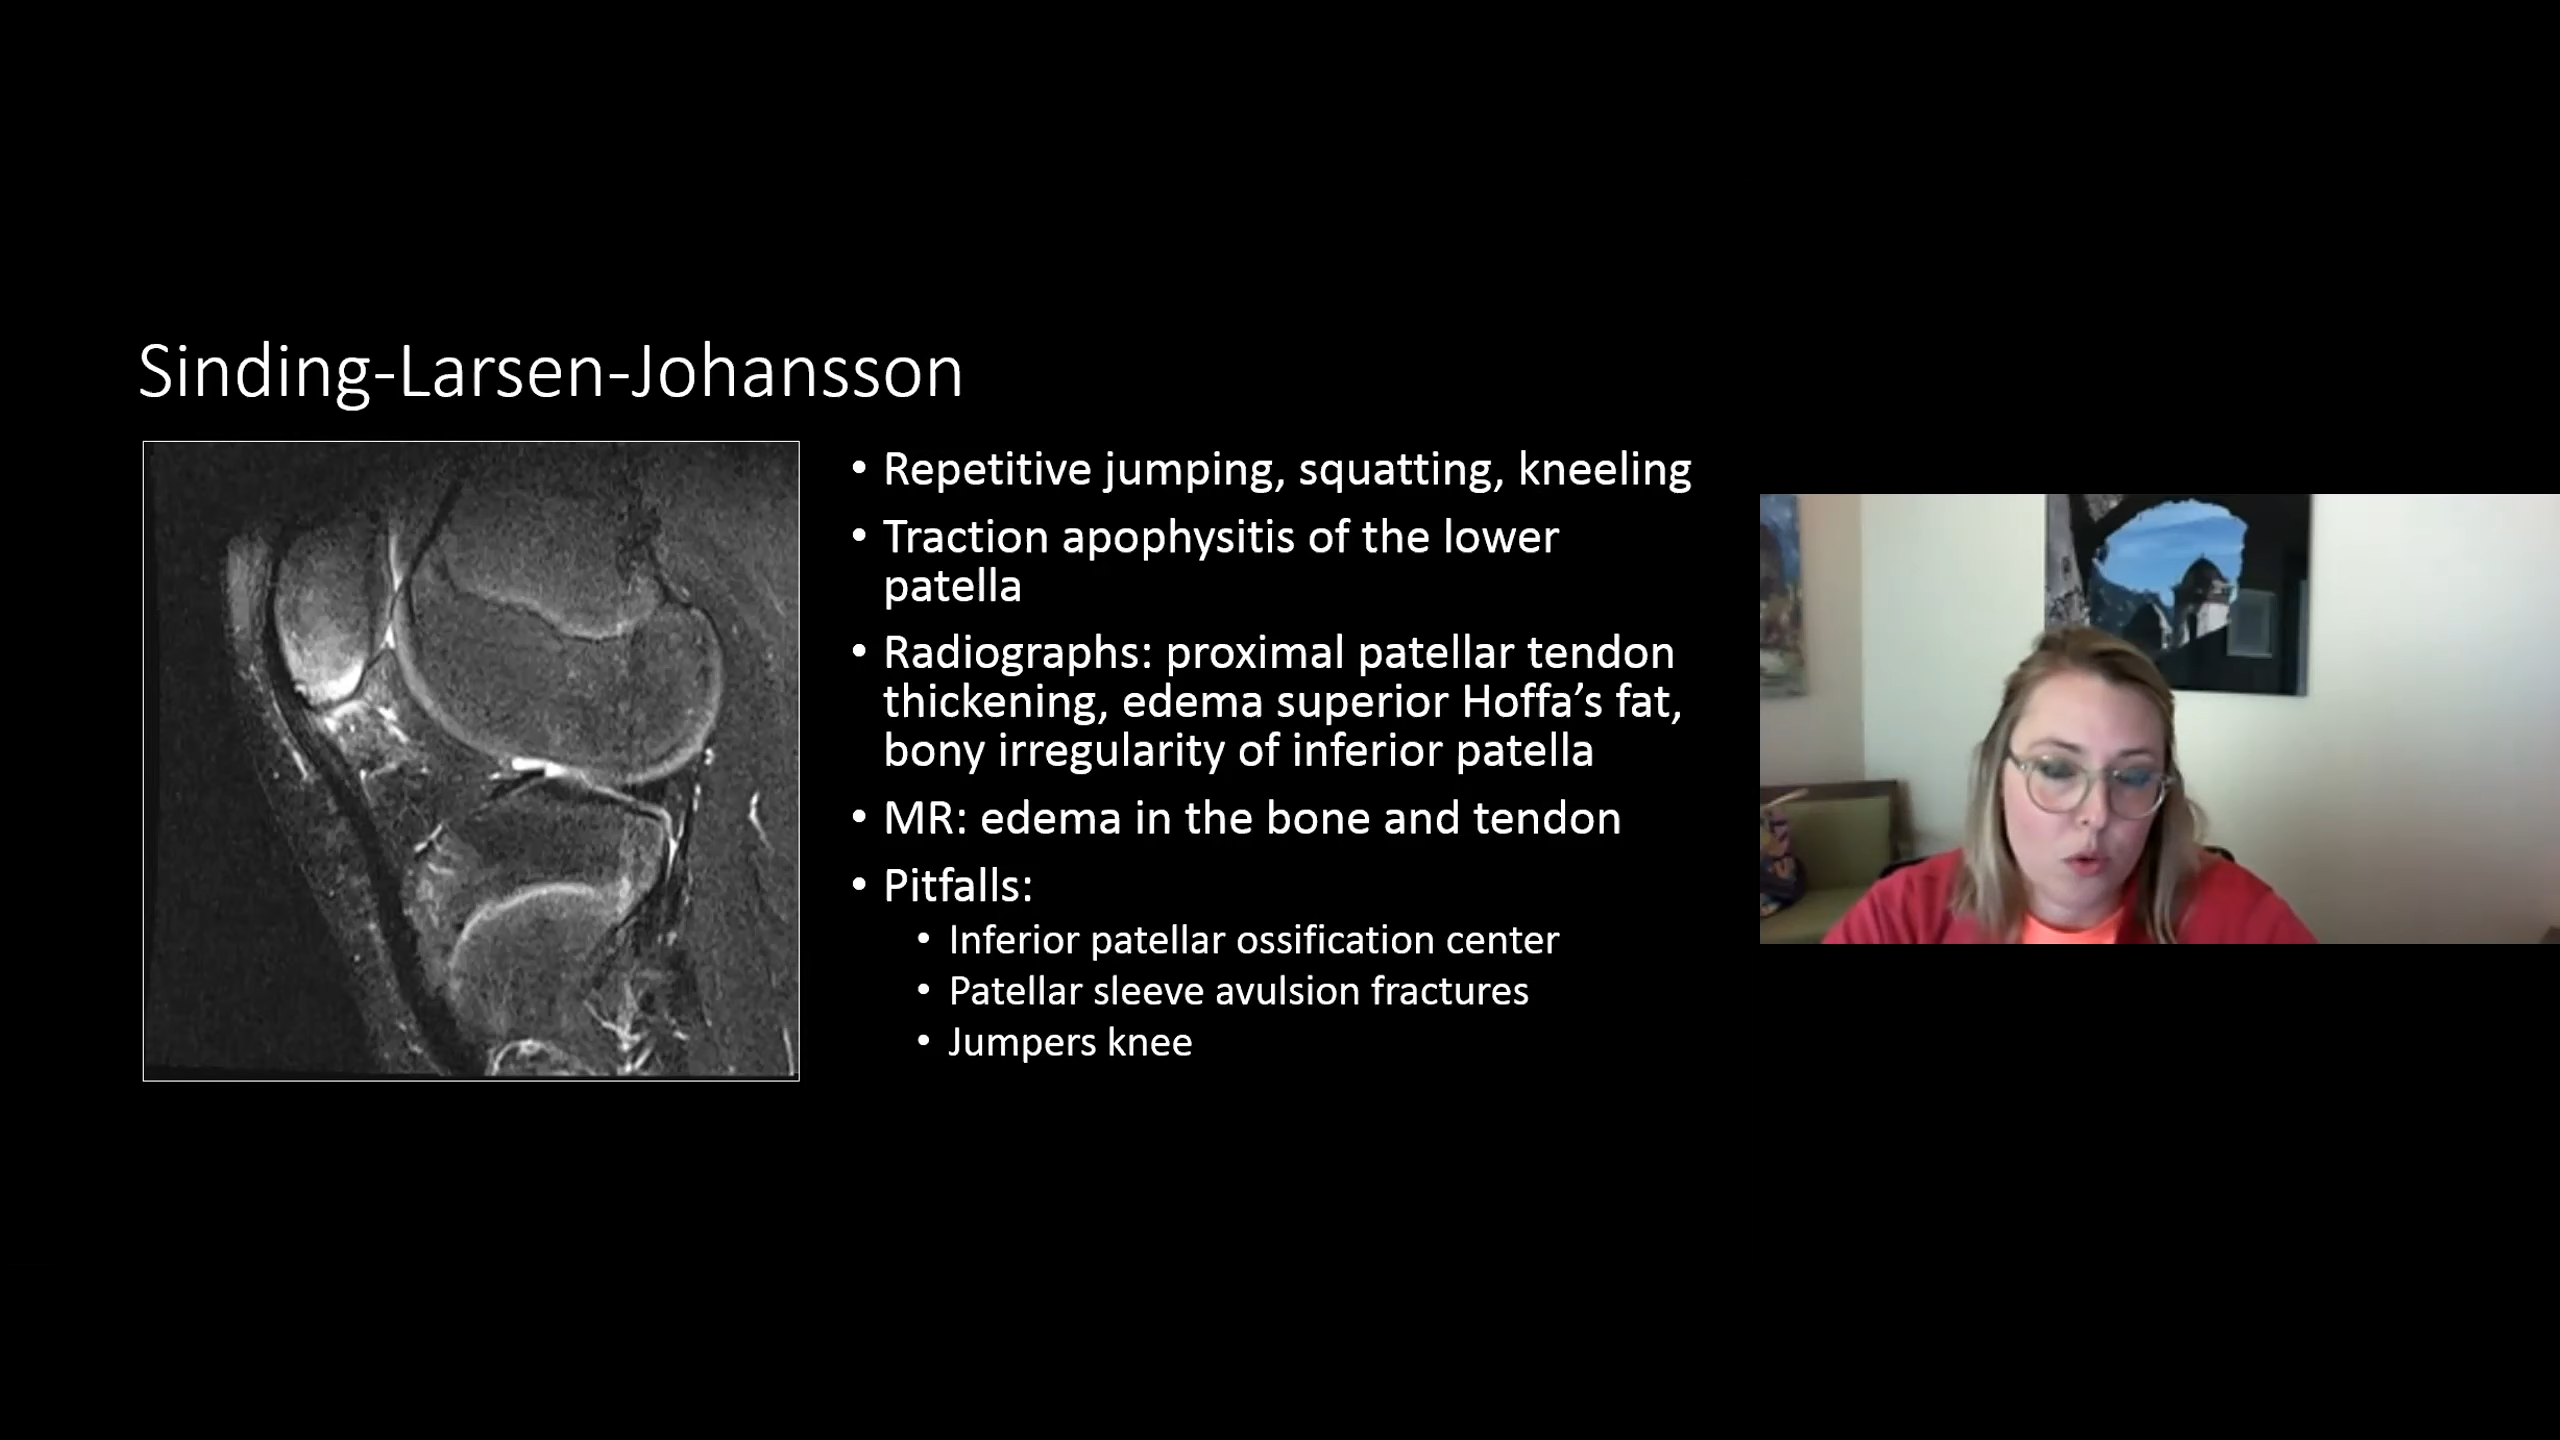 Sinding-Larsen-Johansson
• Repetitive jumping, squatting, kneeling
• Traction apophysitis of the lower
patella
• Radiographs: proximal patellar tendon
thickening, edema superior Hoffa’s fat,
bony irregularity of inferior patella
• MR: edema in the bone and tendon
• Pitfalls:
• Inferior patellar ossification center
• Patellar sleeve avulsion fractures
• Jumpers knee